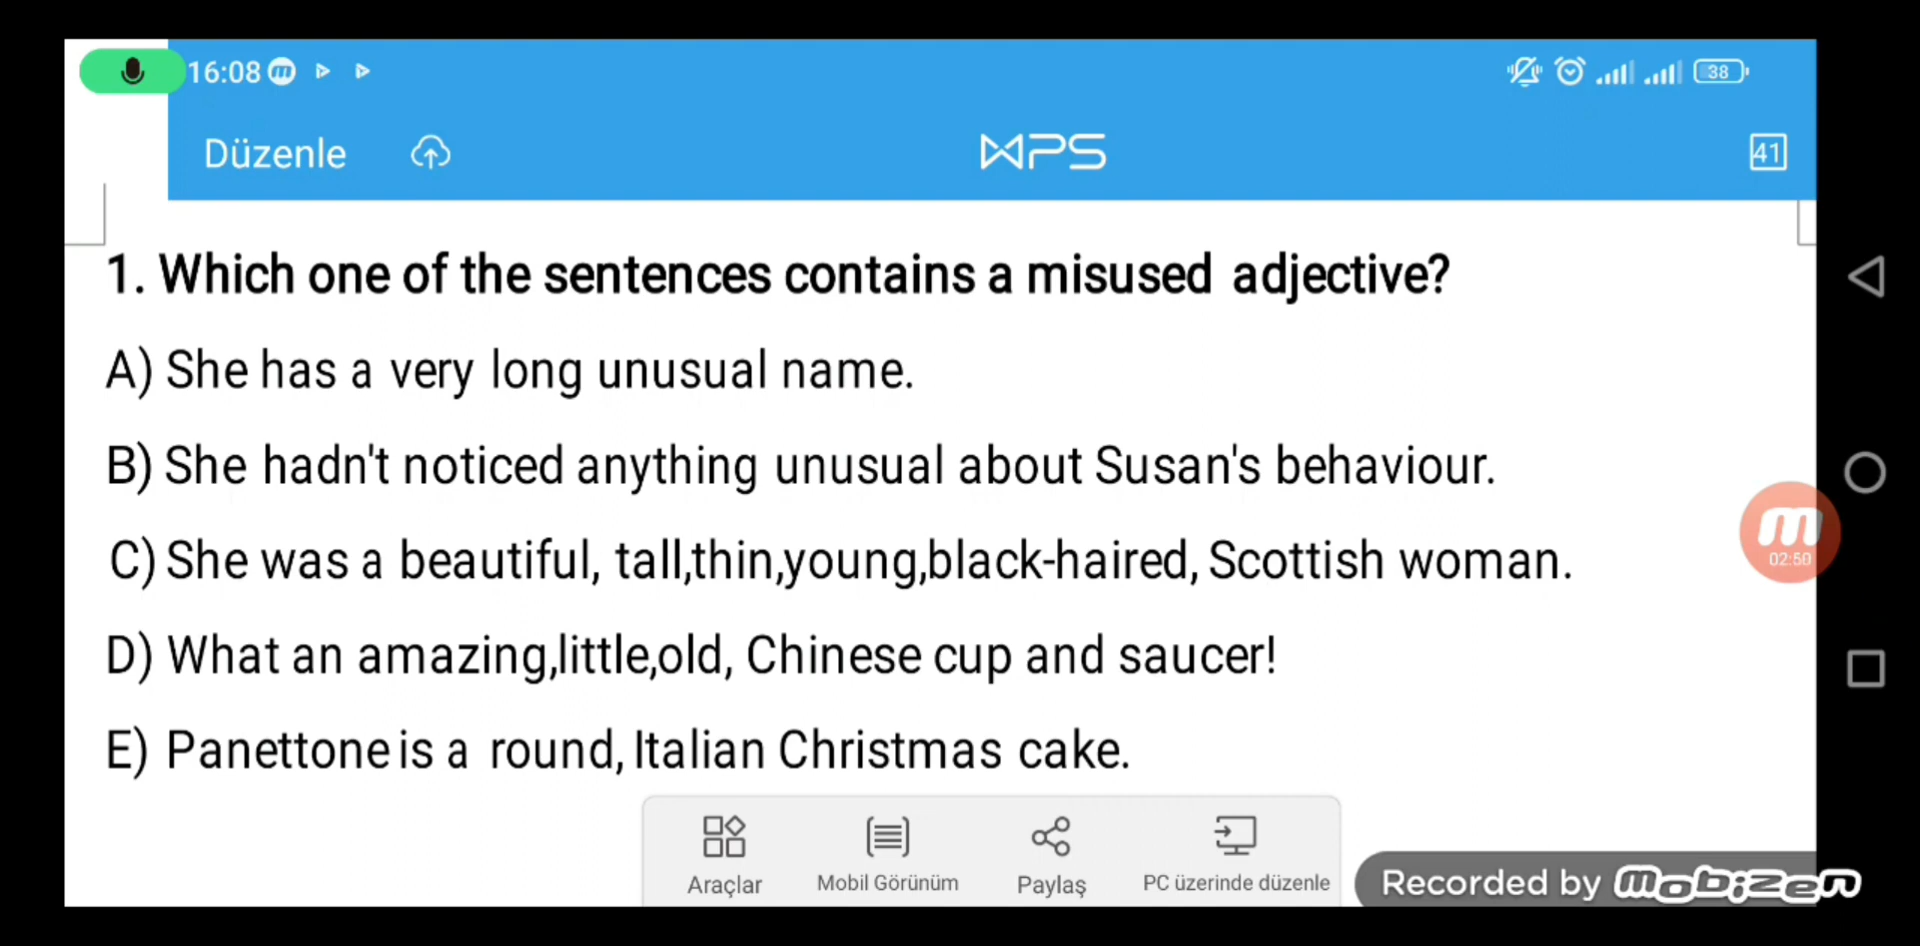 16:08
38
Düzenle
WPS
41
1. Which one of the sentences contains a misused adjective?
A) She has a very long unusual name.
B) She hadn't noticed anything unusual about Susan's behaviour.
C) She was a beautiful, tall,thin,young,black-haired, Scottish woman.
02:50
D) What an amazing,little,old, Chinese cup and saucer!
E) Panettone is a round, Italian Christmas cake.
Araçlar
Mobil Görünüm
Paylaş
PC üzerinde düzenle
Recorded by Mobizen